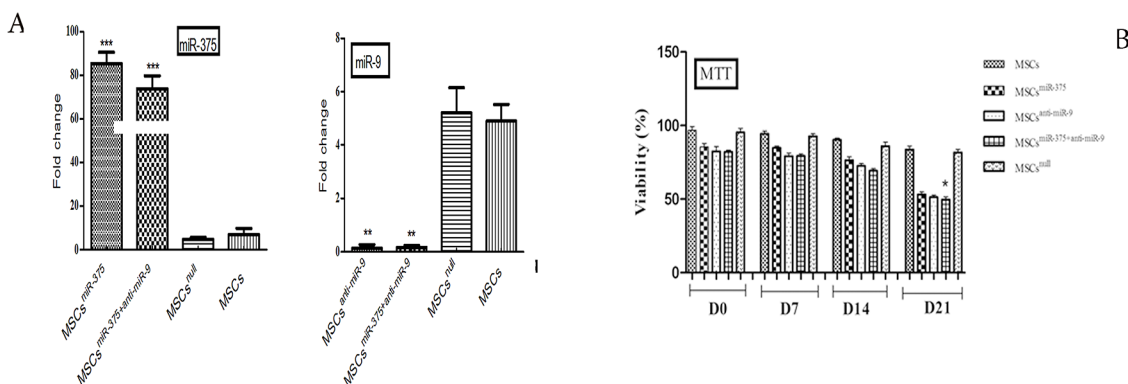 A
miR-375
Fold change
100
80
60
40
20
0
***
***
MSCs miR-375
MSCs miR-375+anti-miR-9
MSCs null
MSCs
miR-9
Fold change
8
6
4
2
0
**
**
MSCs anti-miR-9
MSCs miR-375+anti-miR-9
MSCs null
MSCs
B
MTT
Viability (%)
150
100
50
0
*
D0
D7
D14
D21
MSCs
MSCs miR-375
MSCs anti-miR-9
MSCs miR-375+anti-miR-9
MSCs null